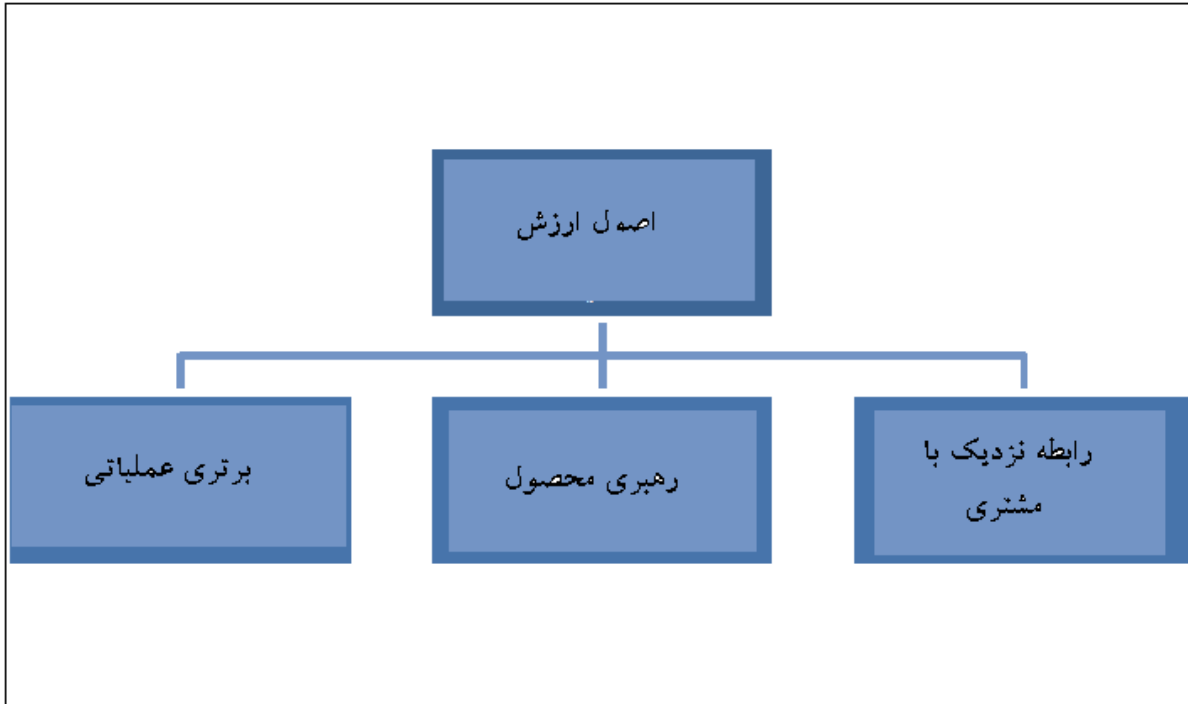 اصول ارزش
رابطه نزدیک با
مشتری
رهبری محصول
برتری عملیاتی